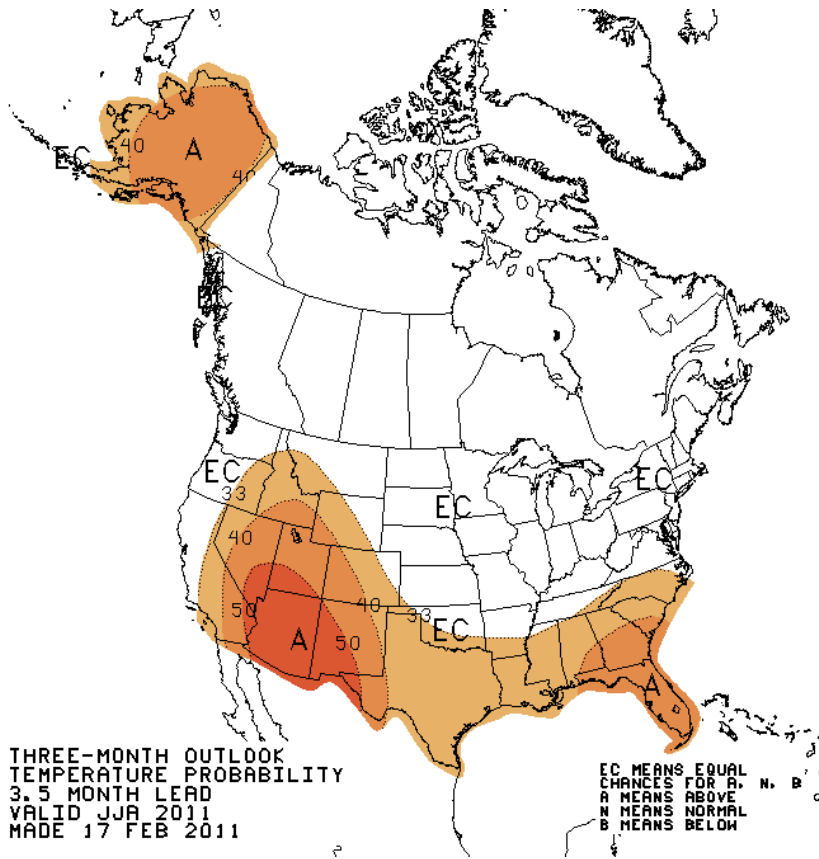 A
40
EC
40
EC
EC
33
EC
EC
40
50
40
33
EC
A
50
A
THREE-MONTH OUTLOOK
TEMPERATURE PROBABILITY
3.5 MONTH LEAD
VALID JJA 2011
MADE 17 FEB 2011
EC MEANS EQUAL
CHANCES FOR A, N, B
A MEANS ABOVE
N MEANS NORMAL
B MEANS BELOW